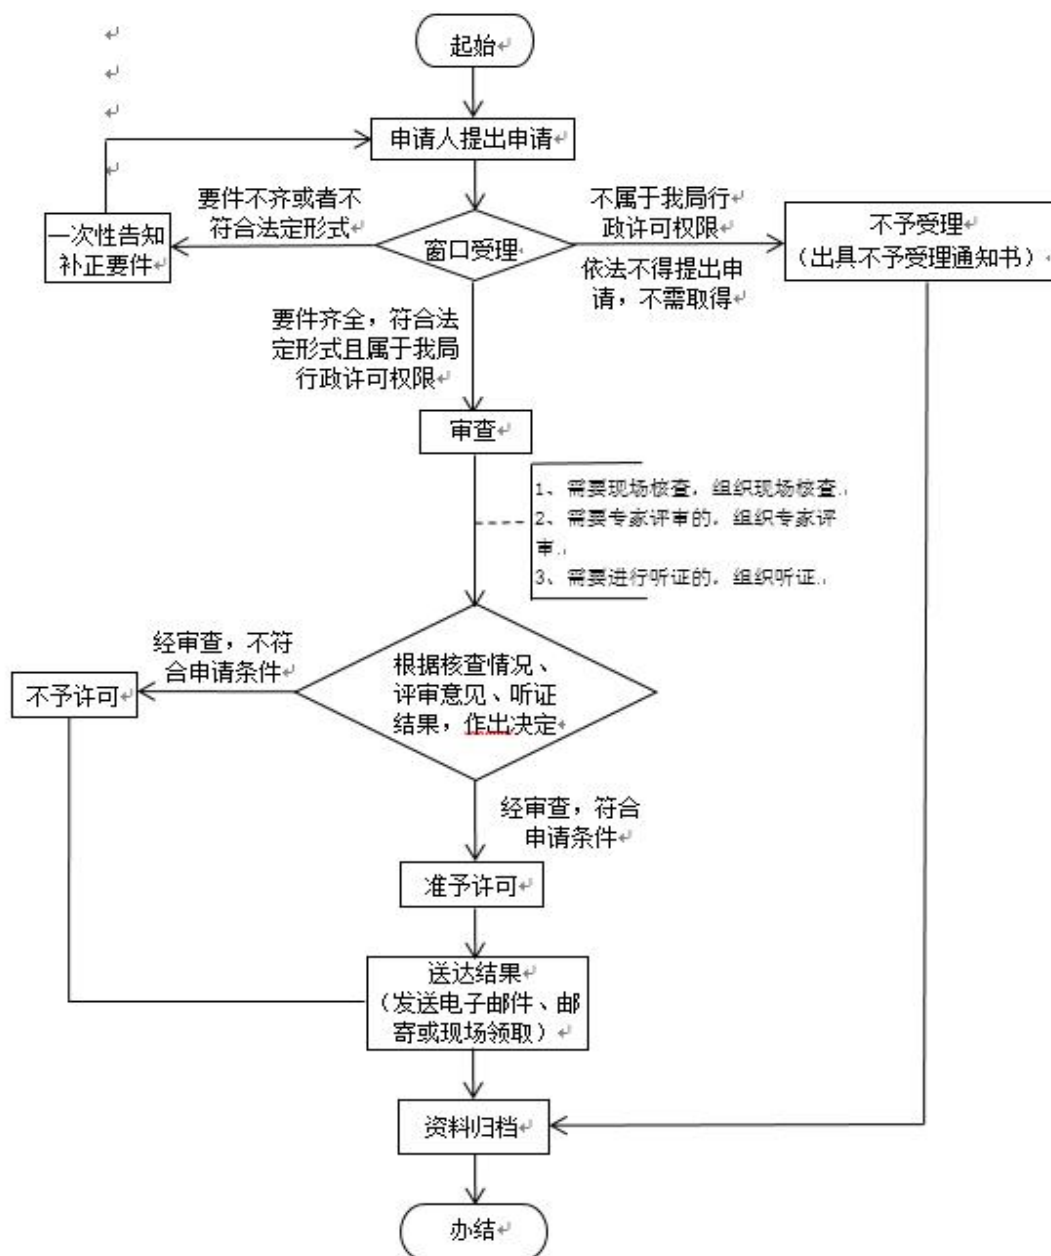 起始
申请人提出申请
要件不齐或者不
符合法定形式
一次性告知
补正要件
窗口受理
不属于我局行
政许可权限
依法不得提出申
请，不需取得
不予受理
（出具不予受理通知书）
要件齐全，符合法
定形式且属于我局
行政许可权限
审查
1、需要现场核查，组织现场核查.
2、需要专家评审的，组织专家评
审.
3、需要进行听证的，组织听证.
经审查，不符
合申请条件
不予许可
根据核查情况、
评审意见、听证
结果，作出决定
经审查，符合
申请条件
准予许可
送达结果
（发送电子邮件、邮
寄或现场领取）
资料归档
办结